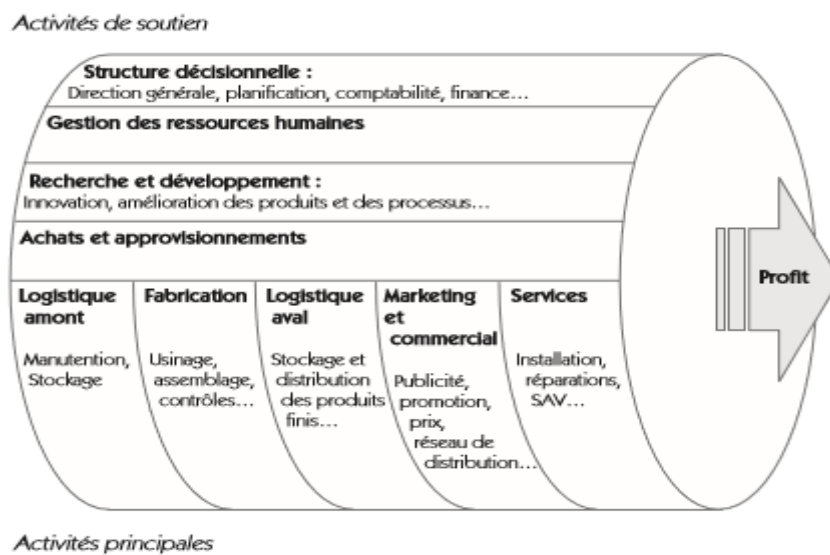 Activités de soutien
Structure décisionnelle :
Direction générale, planification, comptabilité, finance…
Gestion des ressources humaines
Recherche et développement :
Innovation, amélioration des produits et des processus…
Achats et approvisionnements
Logistique
amont
Manutention,
Stockage
Fabrication
Usinage,
assemblage,
contrôles…
Logistique
aval
Stockage et
distribution
des produits
finis…
Marketing
et
commercial
Publicité,
promotion,
prix,
réseau de
distribution…
Services
Installation,
réparations,
SAV…
Profit
Activités principales